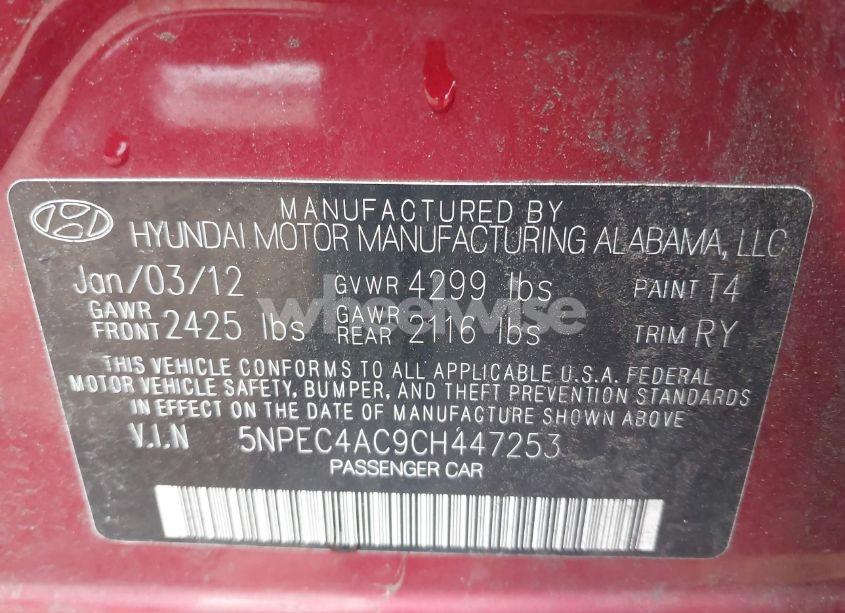 MANUFACTURED BY
HYUNDAI MOTOR MANUFACTURING ALABAMA, LLC
Jan/03/12 GVWR 4299 lbs PAINT T4
GAWR FRONT 2425 lbs GAWR REAR 2116 lbs TRIM RY
wheelwise
THIS VEHICLE CONFORMS TO ALL APPLICABLE U.S.A. FEDERAL
MOTOR VEHICLE SAFETY, BUMPER, AND THEFT PREVENTION STANDARDS
IN EFFECT ON THE DATE OF MANUFACTURE SHOWN ABOVE
V.I.N 5NPEC4AC9CH447253
PASSENGER CAR